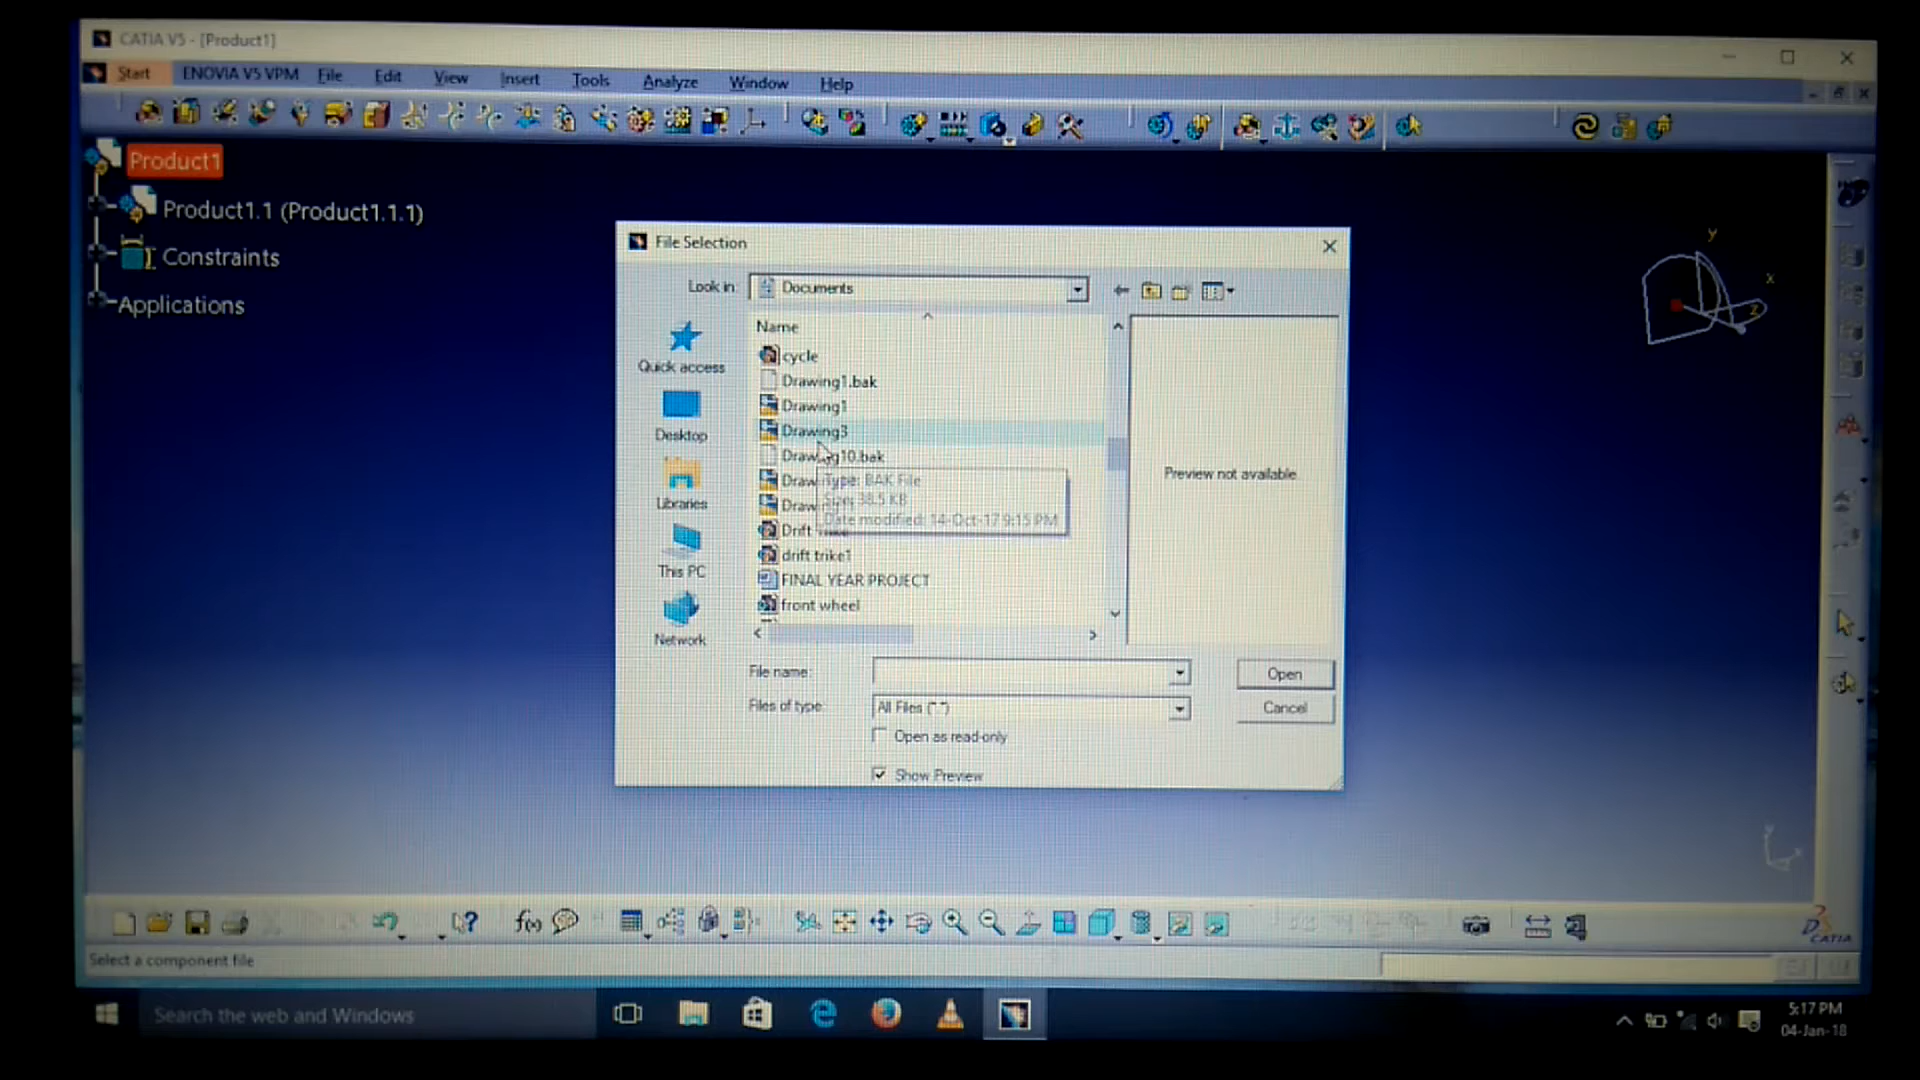 CATIA V5 - [Product1]
Start ENOVIA V5 VPM File Edit View Insert Tools Analyze Window Help
Product1
Product1.1 (Product1.1.1)
Constraints
Applications
File Selection
Look in: Documents
Name
cycle
Drawing1.bak
Drawing1
Drawing3
Drawing10.bak
Type: BAK File
Size: 38.5 KB
Date modified: 14-Oct-17 9:15 PM
Drift
drift trike1
FINAL YEAR PROJECT
front wheel
Quick access
Desktop
Libraries
This PC
Network
Preview not available.
File name:
Files of type: All Files (*.*)
Open as read-only
Show Preview
Open
Cancel
y
x
z
f(x)
Select a component file
CATIA
Search the web and Windows
5:17 PM
04-Jan-18